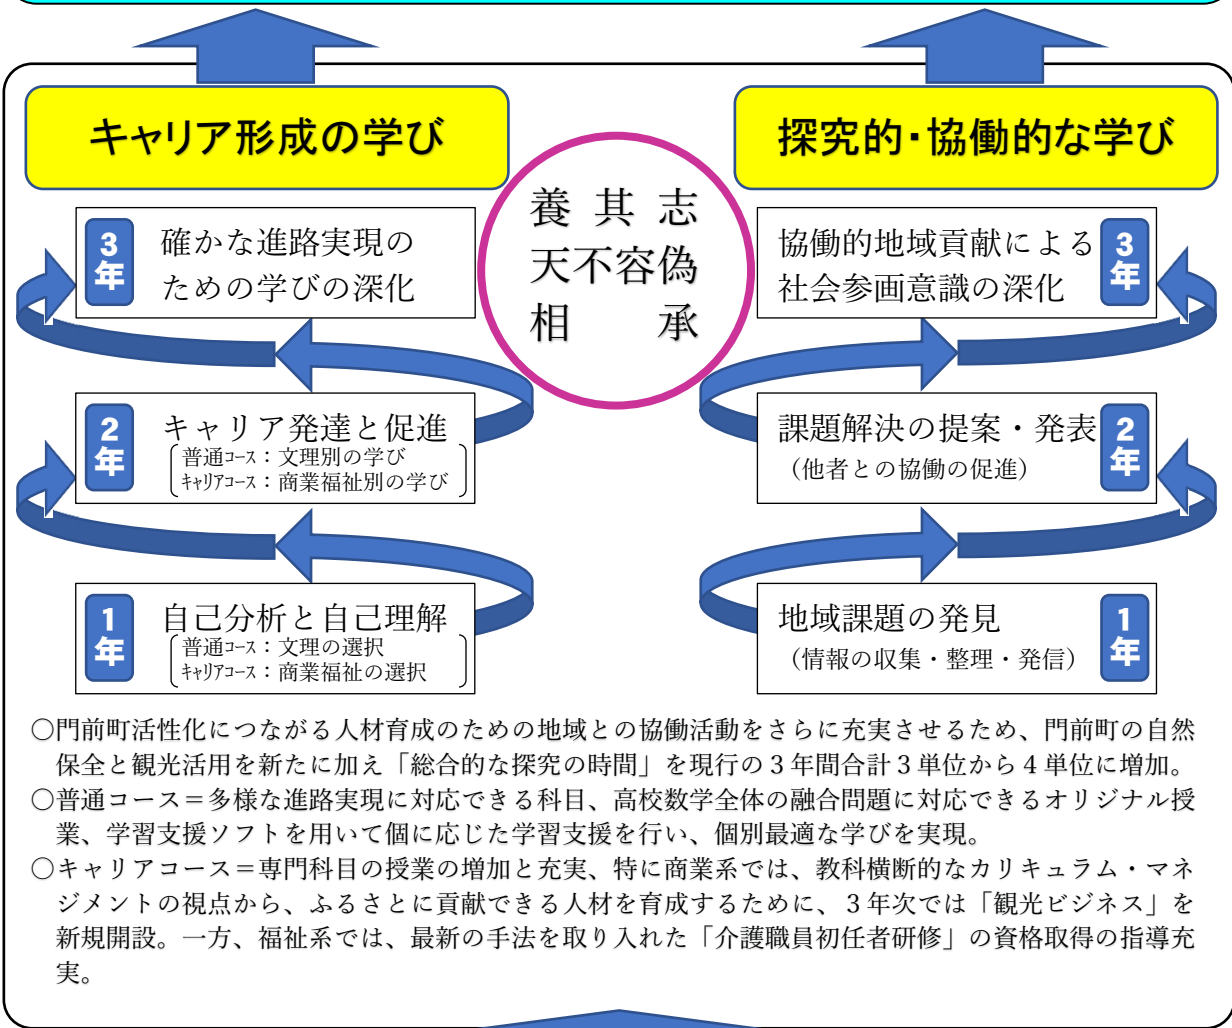 キャリア形成の学び
3年
確かな進路実現の
ための学びの深化
2年
キャリア発達と促進
普通コース：文理別の学び
キャリアコース：商業福祉別の学び
1年
自己分析と自己理解
普通コース：文理の選択
キャリアコース：商業福祉の選択
養其志
天不容偽
相承
探究的・協働的な学び
協働的地域貢献による
社会参画意識の深化
3年
課題解決の提案・発表
（他者との協働の促進）
2年
地域課題の発見
（情報の収集・整理・発信）
1年
○門前町活性化につながる人材育成のための地域との協働活動をさらに充実させるため、門前町の自然
保全と観光活用を新たに加え「総合的な探究の時間」を現行の３年間合計３単位から４単位に増加。
○普通コース＝多様な進路実現に対応できる科目、高校数学全体の融合問題に対応できるオリジナル授
業、学習支援ソフトを用いて個に応じた学習支援を行い、個別最適な学びを実現。
○キャリアコース＝専門科目の授業の増加と充実、特に商業系では、教科横断的なカリキュラム・マネ
ジメントの視点から、ふるさとに貢献できる人材を育成するために、３年次では「観光ビジネス」を
新規開設。一方、福祉系では、最新の手法を取り入れた「介護職員初任者研修」の資格取得の指導充
実。